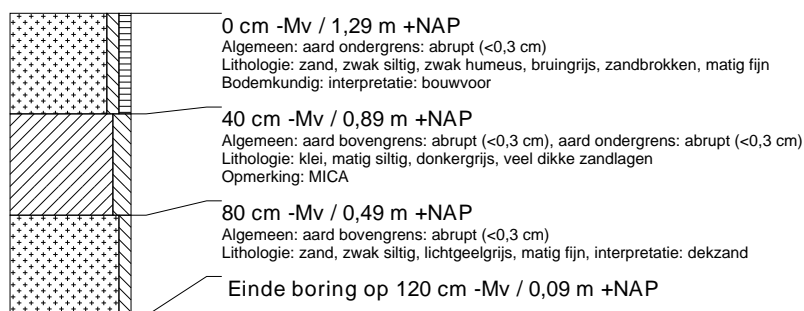 0 cm -Mv / 1,29 m +NAP
Algemeen: aard ondergrens: abrupt (<0,3 cm)
Lithologie: zand, zwak siltig, zwak humeus, bruingrijs, zandbrokken, matig fijn
Bodemkundig: interpretatie: bouwvoor
40 cm -Mv / 0,89 m +NAP
Algemeen: aard bovengrens: abrupt (<0,3 cm), aard ondergrens: abrupt (<0,3 cm)
Lithologie: klei, matig siltig, donkergrijs, veel dikke zandlagen
Opmerking: MICA
80 cm -Mv / 0,49 m +NAP
Algemeen: aard bovengrens: abrupt (<0,3 cm)
Lithologie: zand, zwak siltig, lichtgeelgrijs, matig fijn, interpretatie: dekzand
Einde boring op 120 cm -Mv / 0,09 m +NAP